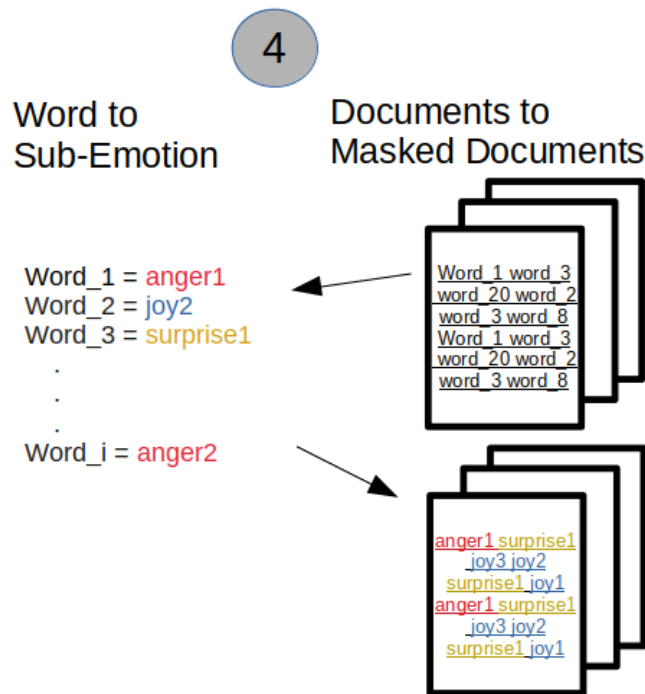 4
Word to
Sub-Emotion
Documents to
Masked Documents
Word_1 = anger1
Word_2 = joy2
Word_3 = surprise1
.
.
.
Word_i = anger2
Word_1 word_3
word_20 word_2
word_3 word_8
Word_1 word_3
word_20 word_2
word_3 word_8
anger1 surprise1
joy3 joy2
surprise1 joy1
anger1 surprise1
joy3 joy2
surprise1 joy1